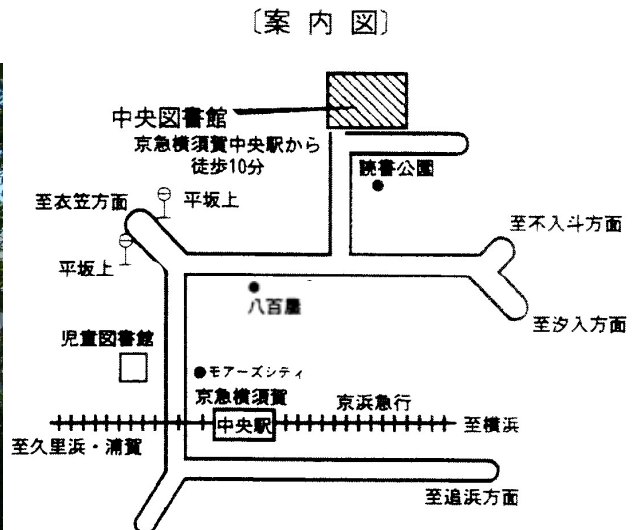 〔案内図〕
中央図書館
京急横須賀中央駅から
徒歩10分
読書公園
至衣笠方面
平坂上
至不入斗方面
平坂上
八百屋
至汐入方面
児童図書館
モアーズシティ
京急横須賀
中央駅
京浜急行
至横浜
至久里浜・浦賀
至追浜方面